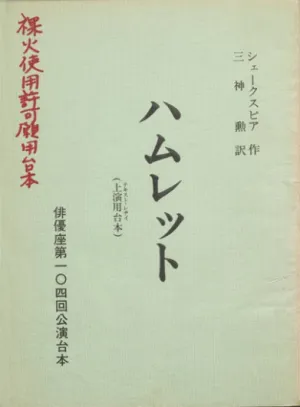 シェークスピア 作
三神 勲 訳
ハムレット
(上演用台本)
俳優座第一〇四回公演台本
裸火使用許可願用台本